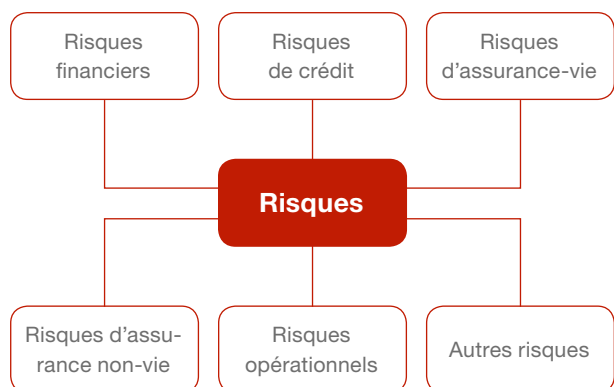 Risques
financiers
Risques
de crédit
Risques
d'assurance-vie
Risques
Risques d'assu-
rance non-vie
Risques
opérationnels
Autres risques